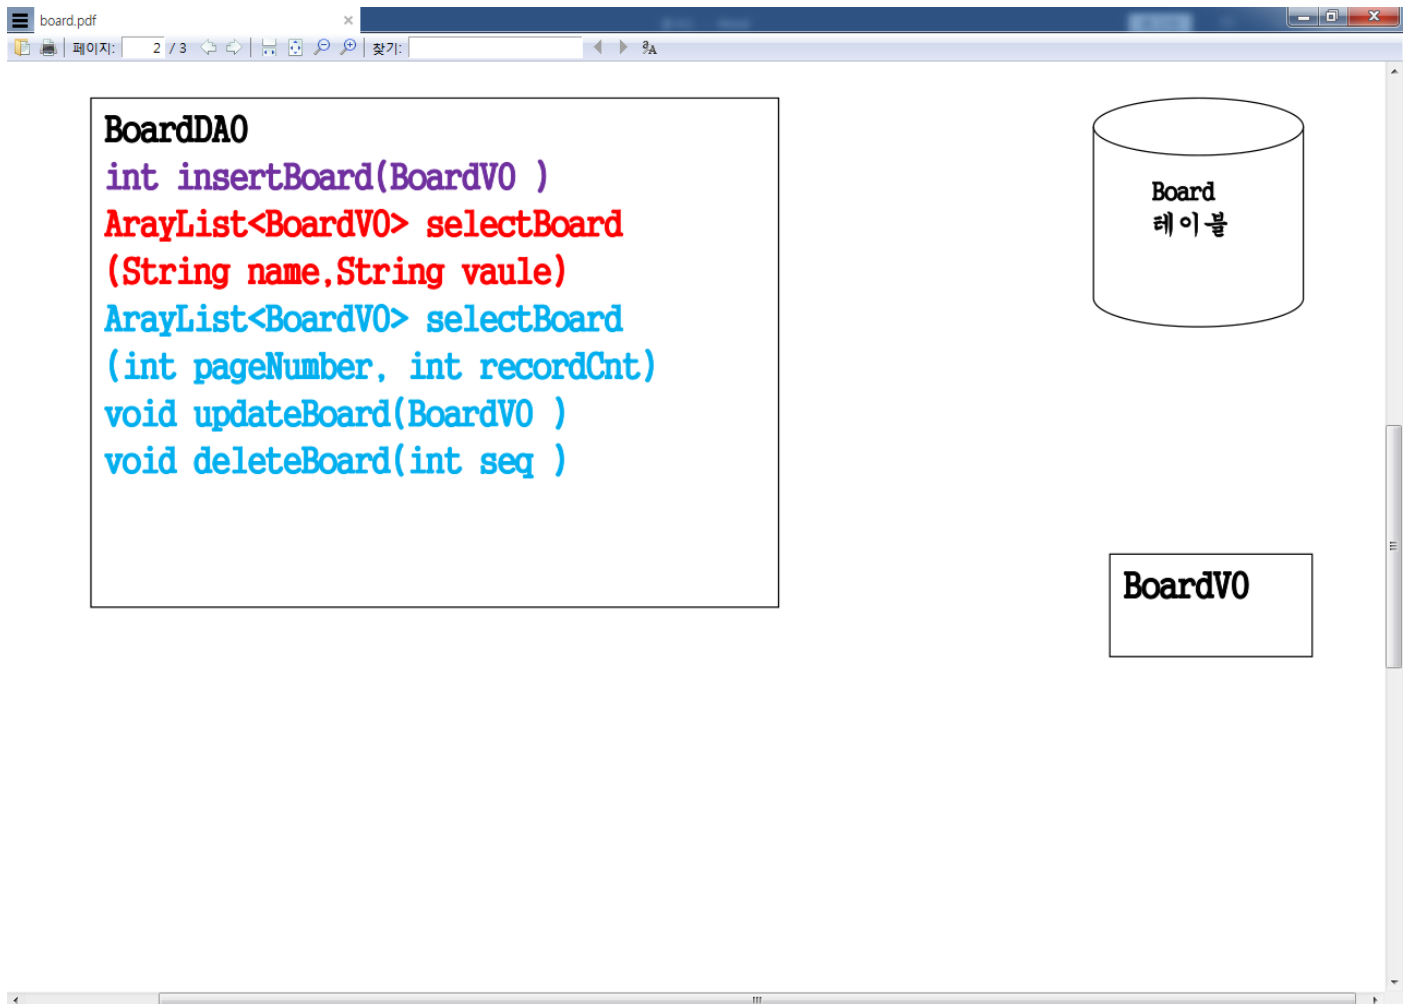 board.pdf
페이지: 2 / 3 찾기:
BoardDAO
int insertBoard(BoardVO )
ArayList<BoardVO> selectBoard
(String name,String vaule)
ArayList<BoardVO> selectBoard
(int pageNumber, int recordCnt)
void updateBoard(BoardVO )
void deleteBoard(int seq )
Board
테이블
BoardVO